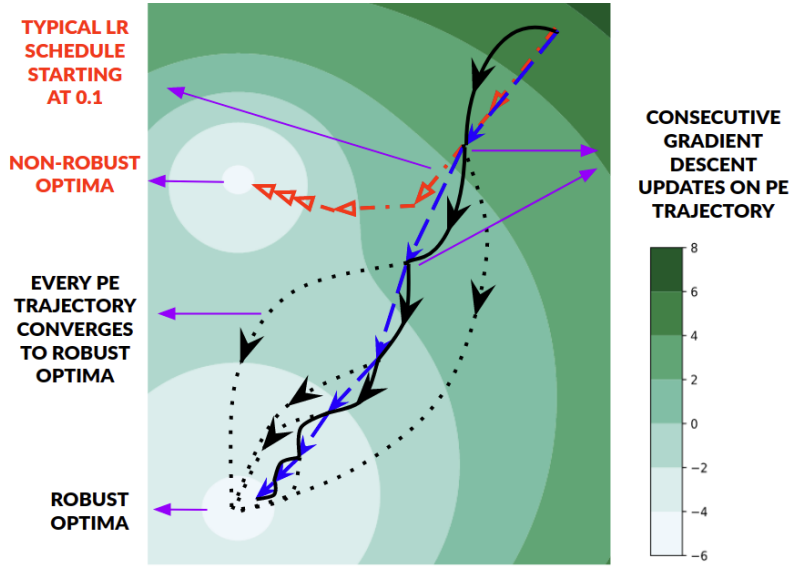 TYPICAL LR
SCHEDULE
STARTING
AT 0.1
NON-ROBUST
OPTIMA
EVERY PE
TRAJECTORY
CONVERGES
TO ROBUST
OPTIMA
ROBUST
OPTIMA
CONSECUTIVE
GRADIENT
DESCENT
UPDATES ON PE
TRAJECTORY
8
6
4
2
0
−2
−4
−6